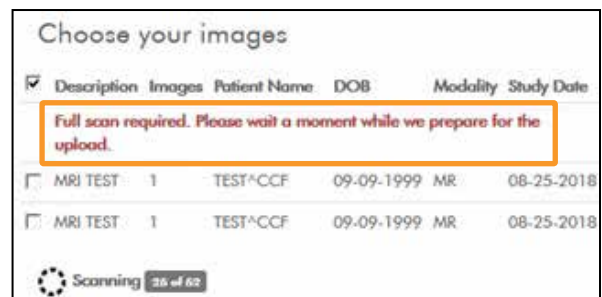 Choose your images
Description Images Patient Name DOB Modality Study Date
Full scan required. Please wait a moment while we prepare for the
upload.
MRI TEST 1 TEST^CCF 09-09-1999 MR 08-25-2018
MRI TEST 1 TEST^CCF 09-09-1999 MR 08-25-2018
Scanning 25 of 52